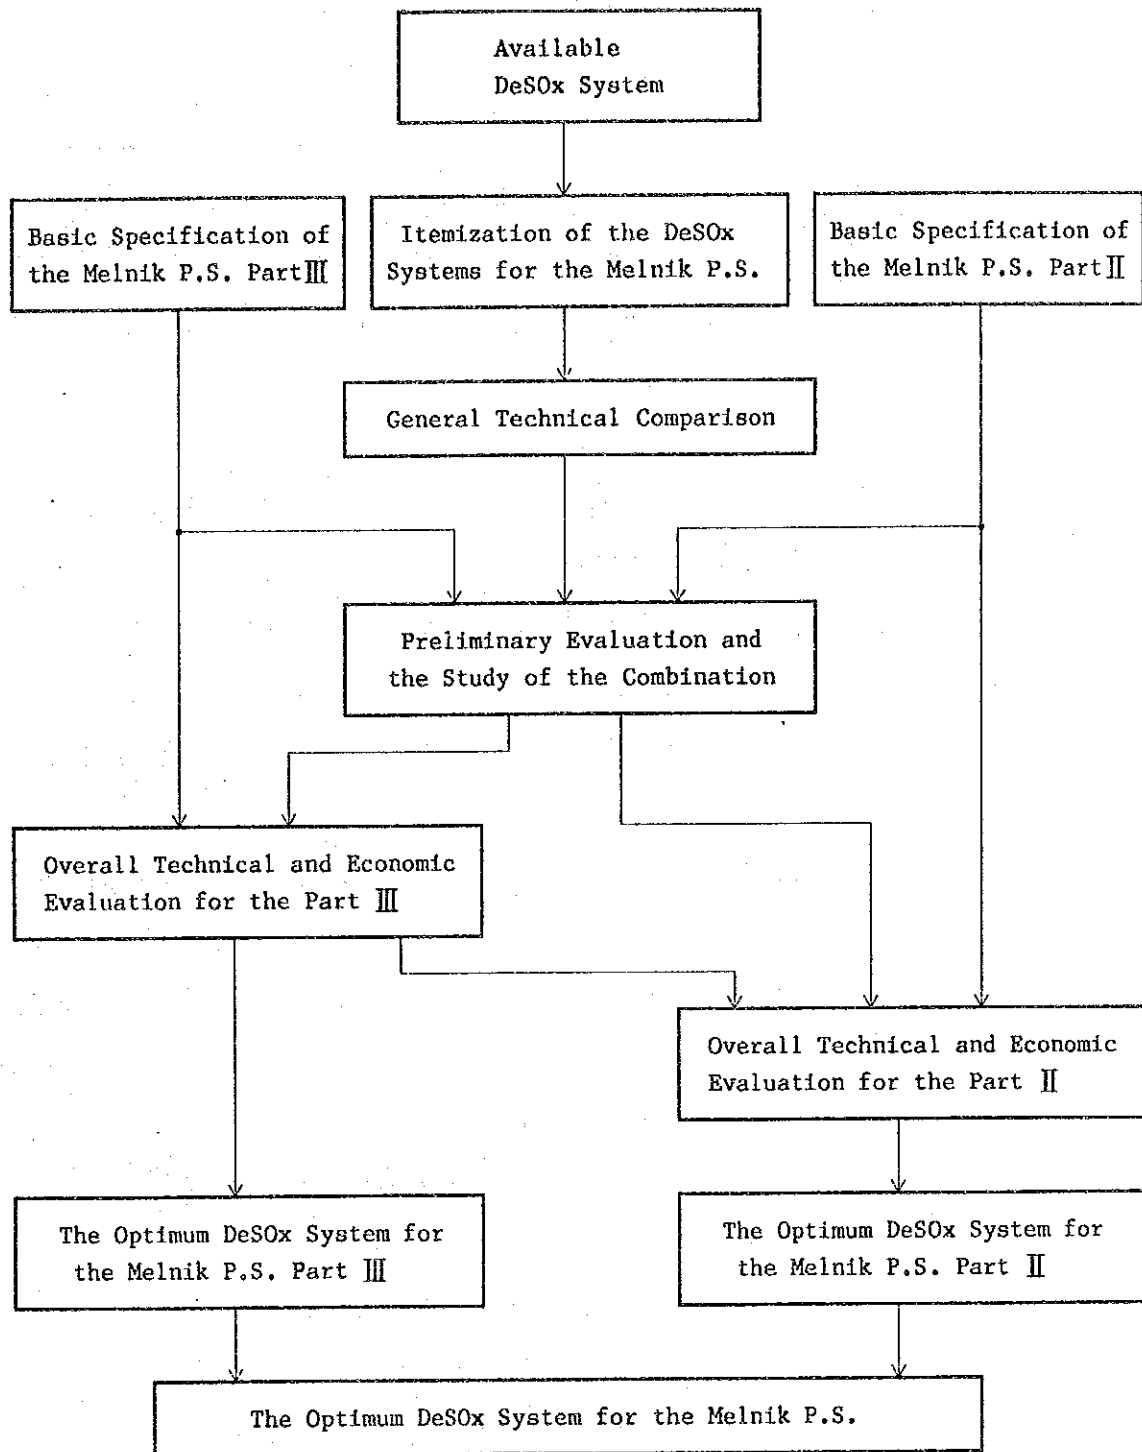 Available
DeSOx System
Basic Specification of
the Melnik P.S. Part Ⅲ
Itemization of the DeSOx
Systems for the Melnik P.S.
Basic Specification of
the Melnik P.S. Part Ⅱ
General Technical Comparison
Preliminary Evaluation and
the Study of the Combination
Overall Technical and Economic
Evaluation for the Part Ⅲ
Overall Technical and Economic
Evaluation for the Part Ⅱ
The Optimum DeSOx System for
the Melnik P.S. Part Ⅲ
The Optimum DeSOx System for
the Melnik P.S. Part Ⅱ
The Optimum DeSOx System for the Melnik P.S.